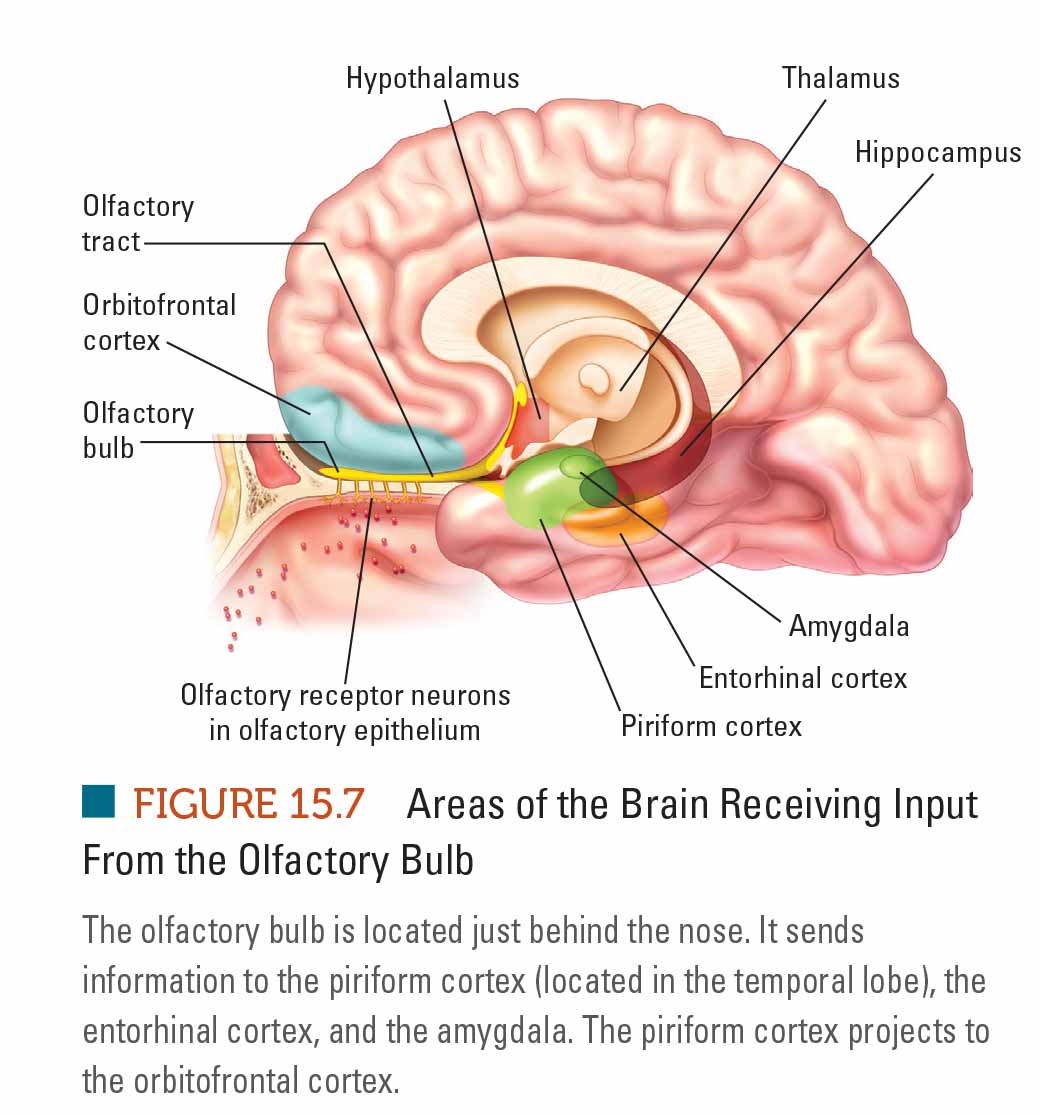 Hypothalamus
Thalamus
Hippocampus
Olfactory
tract
Orbitofrontal
cortex
Olfactory
bulb
Amygdala
Entorhinal cortex
Olfactory receptor neurons
in olfactory epithelium
Piriform cortex
FIGURE 15.7 Areas of the Brain Receiving Input
From the Olfactory Bulb
The olfactory bulb is located just behind the nose. It sends
information to the piriform cortex (located in the temporal lobe), the
entorhinal cortex, and the amygdala. The piriform cortex projects to
the orbitofrontal cortex.